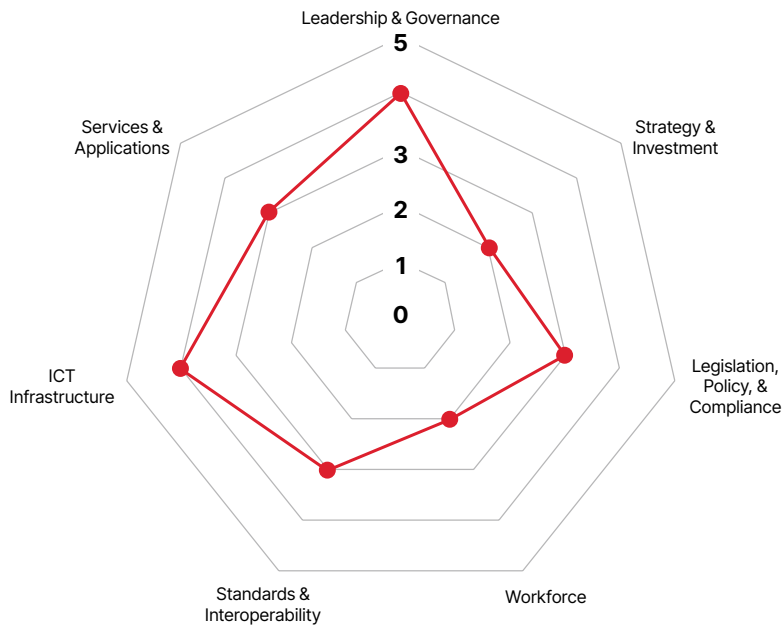 Leadership & Governance
5
Services &
Applications
Strategy &
Investment
3
2
1
0
ICT
Infrastructure
Legislation,
Policy, &
Compliance
Standards &
Interoperability
Workforce